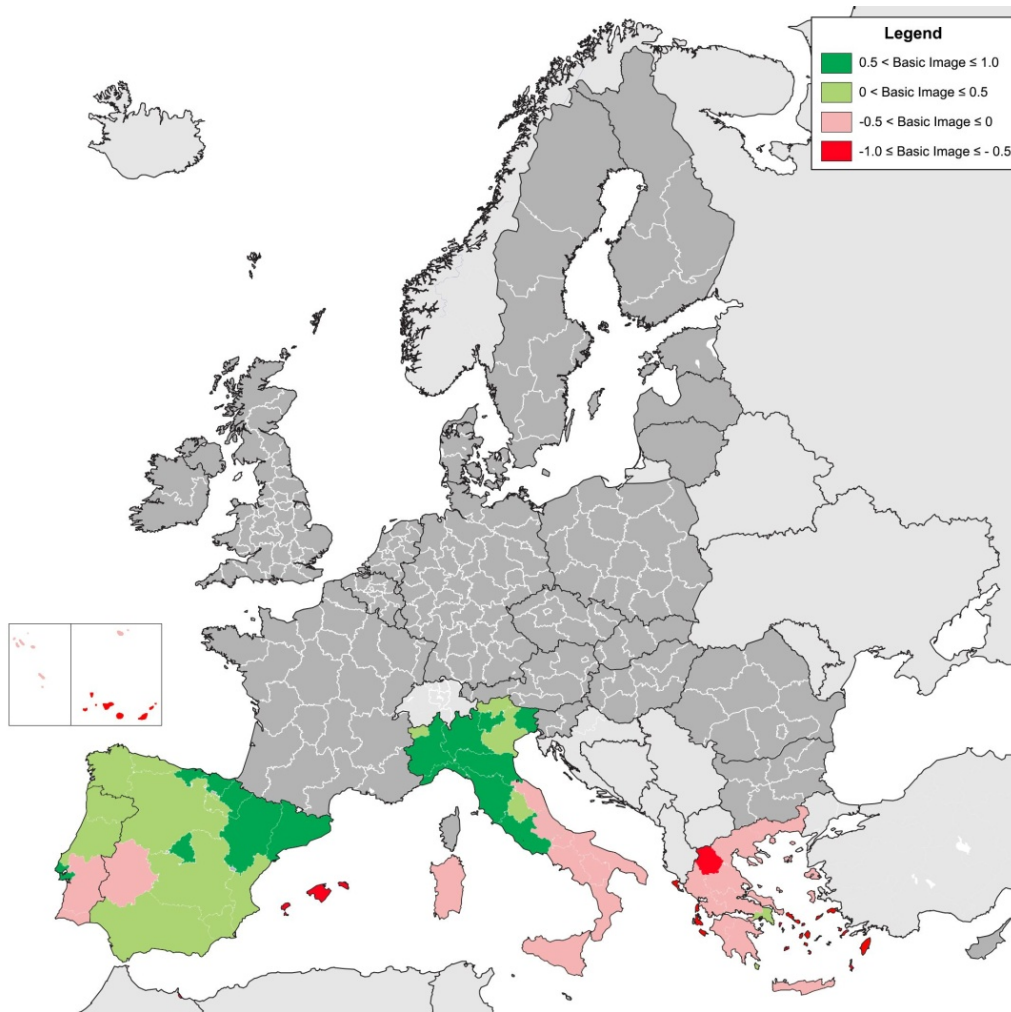 Legend
0.5 < Basic Image ≤ 1.0
0 < Basic Image ≤ 0.5
-0.5 < Basic Image ≤ 0
-1.0 ≤ Basic Image ≤ - 0.5